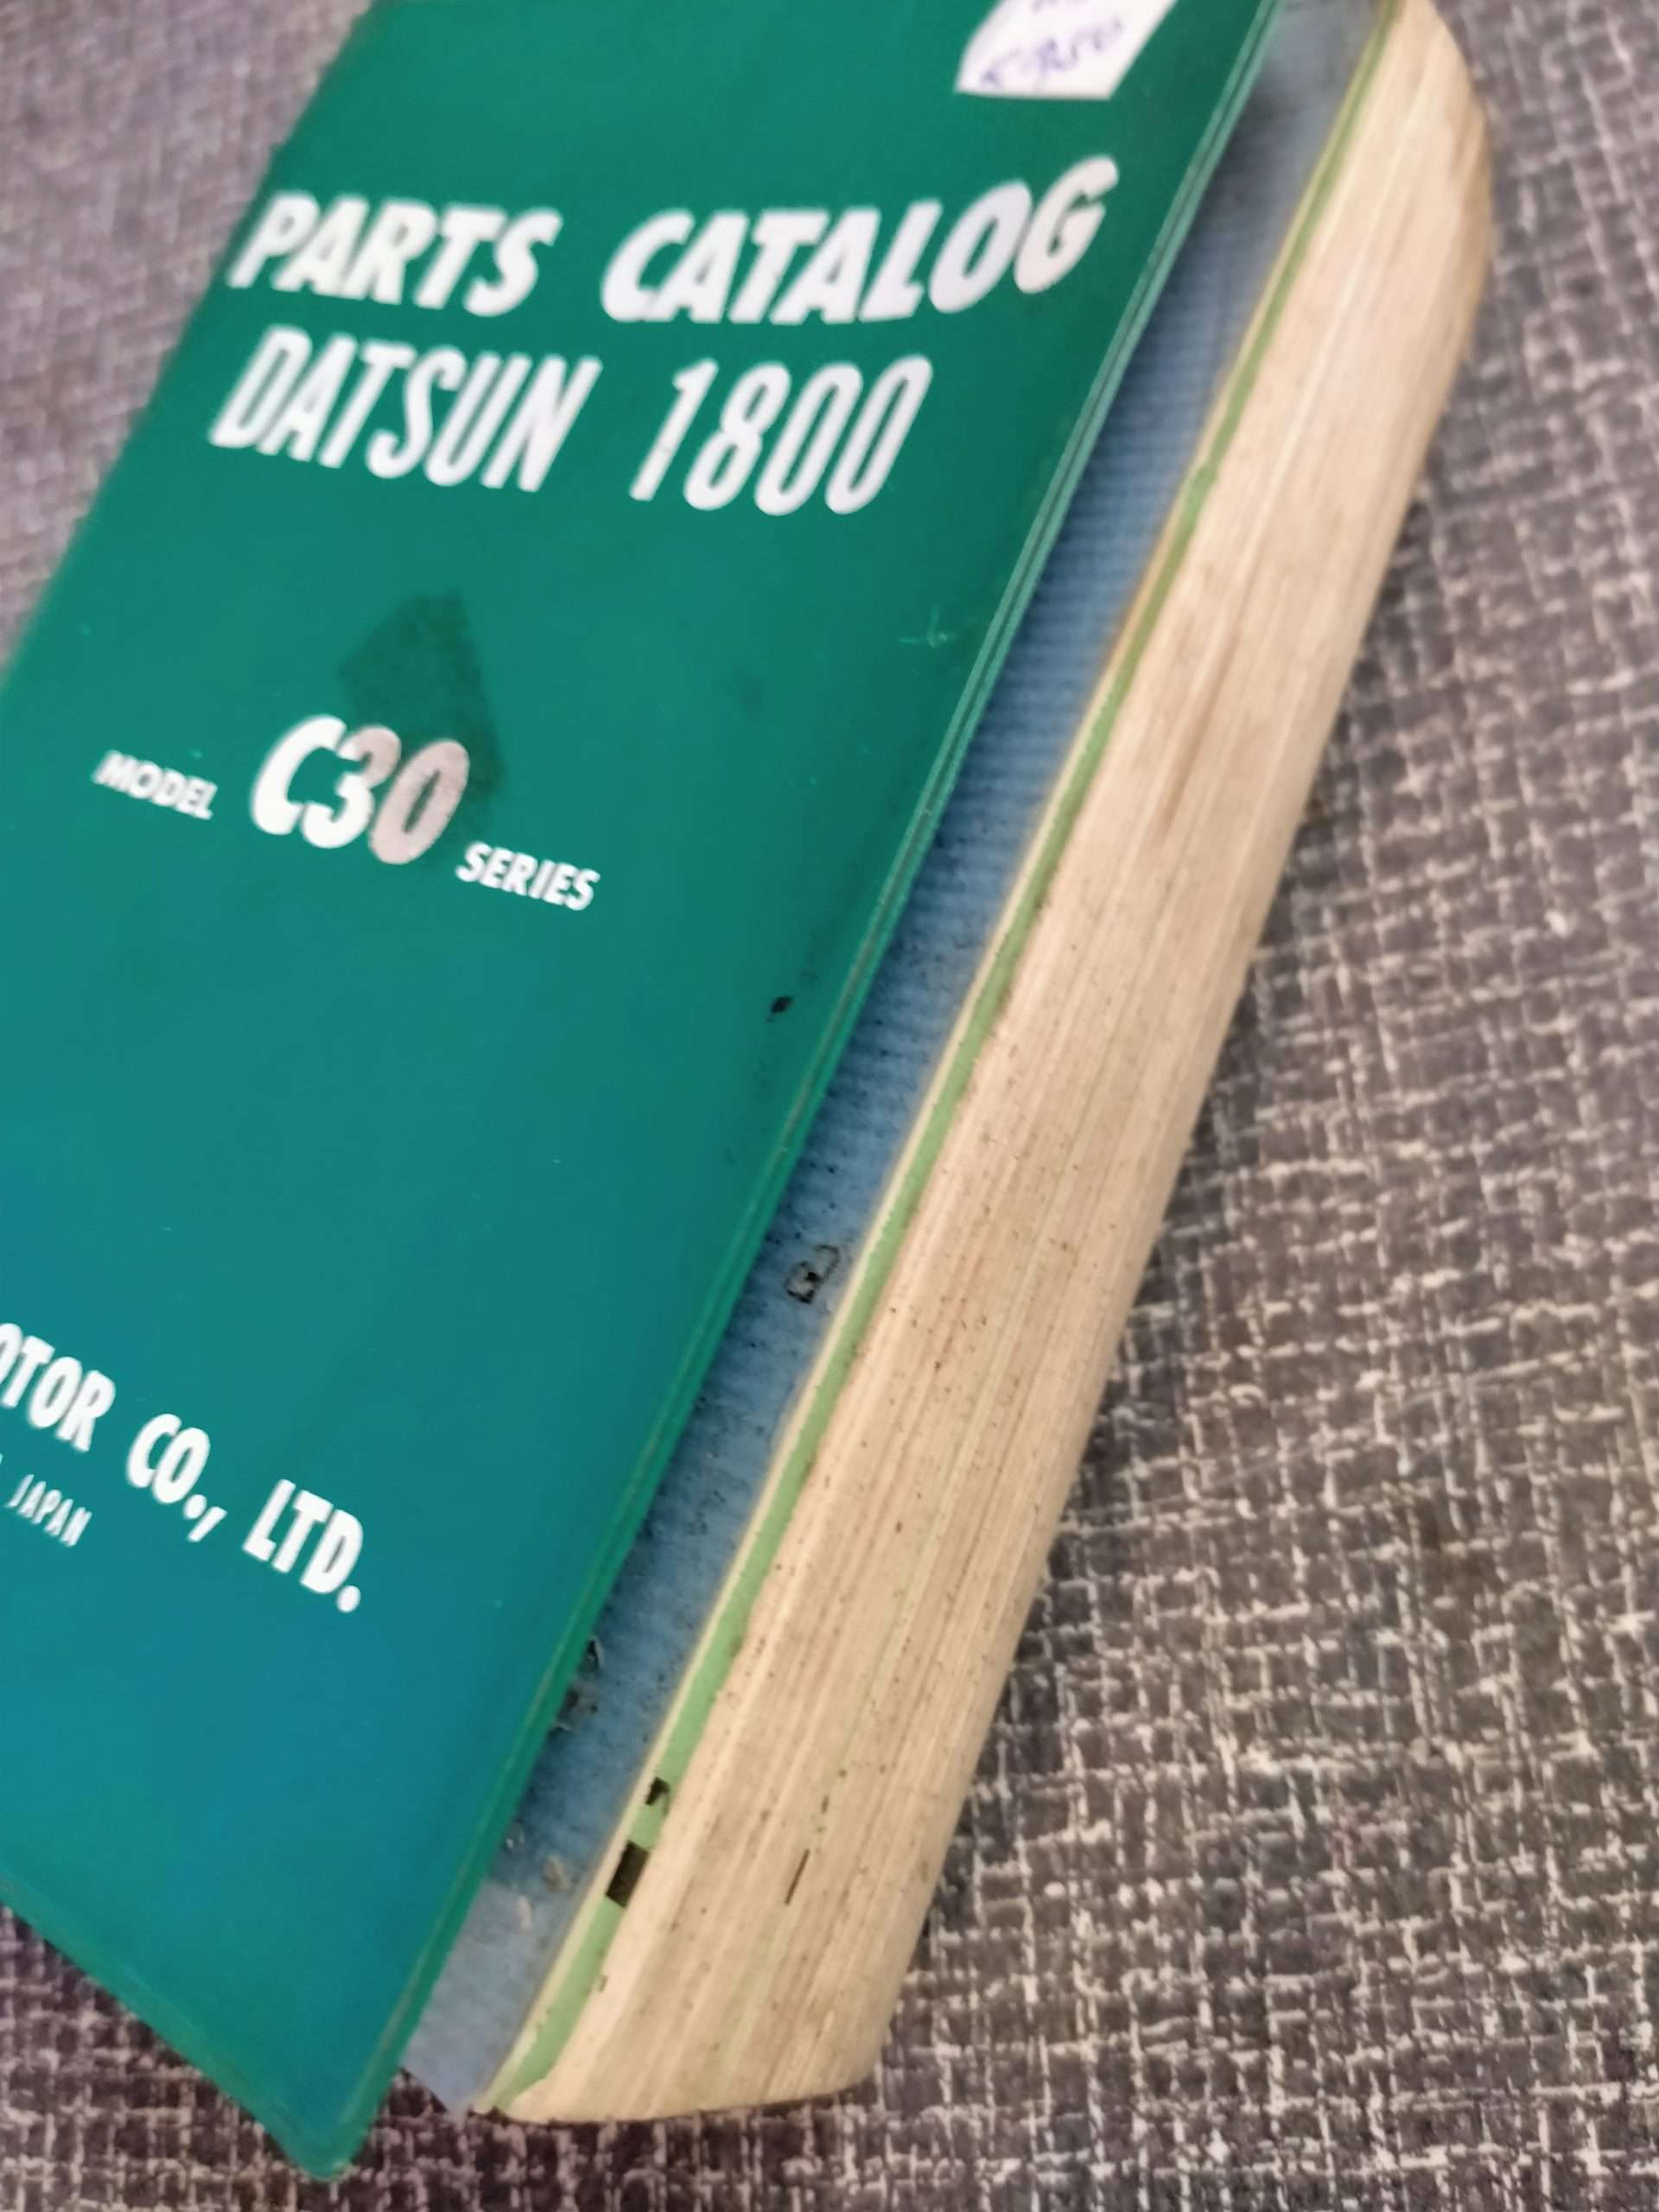 PARTS CATALOG
DATSUN 1800
MODEL C30 SERIES
OTOR CO., LTD.
JAPAN